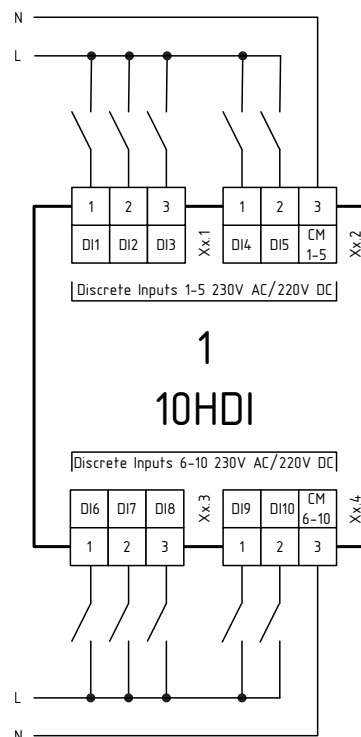 N
L
1 2 3 1 2 3
DI1 DI2 DI3 Xx.1 DI4 DI5 CM 1-5 Xx.2
Discrete Inputs 1-5 230V AC/220V DC
1
10HDI
Discrete Inputs 6-10 230V AC/220V DC
DI6 DI7 DI8 Xx.3 DI9 DI10 CM 6-10 Xx.4
1 2 3 1 2 3
L
N